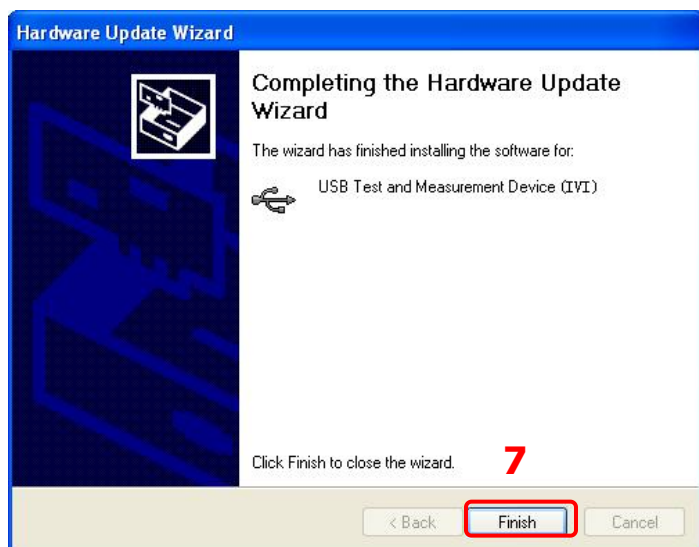 Hardware Update Wizard
Completing the Hardware Update
Wizard
The wizard has finished installing the software for:
USB Test and Measurement Device (IVI)
Click Finish to close the wizard.
7
< Back
Finish
Cancel